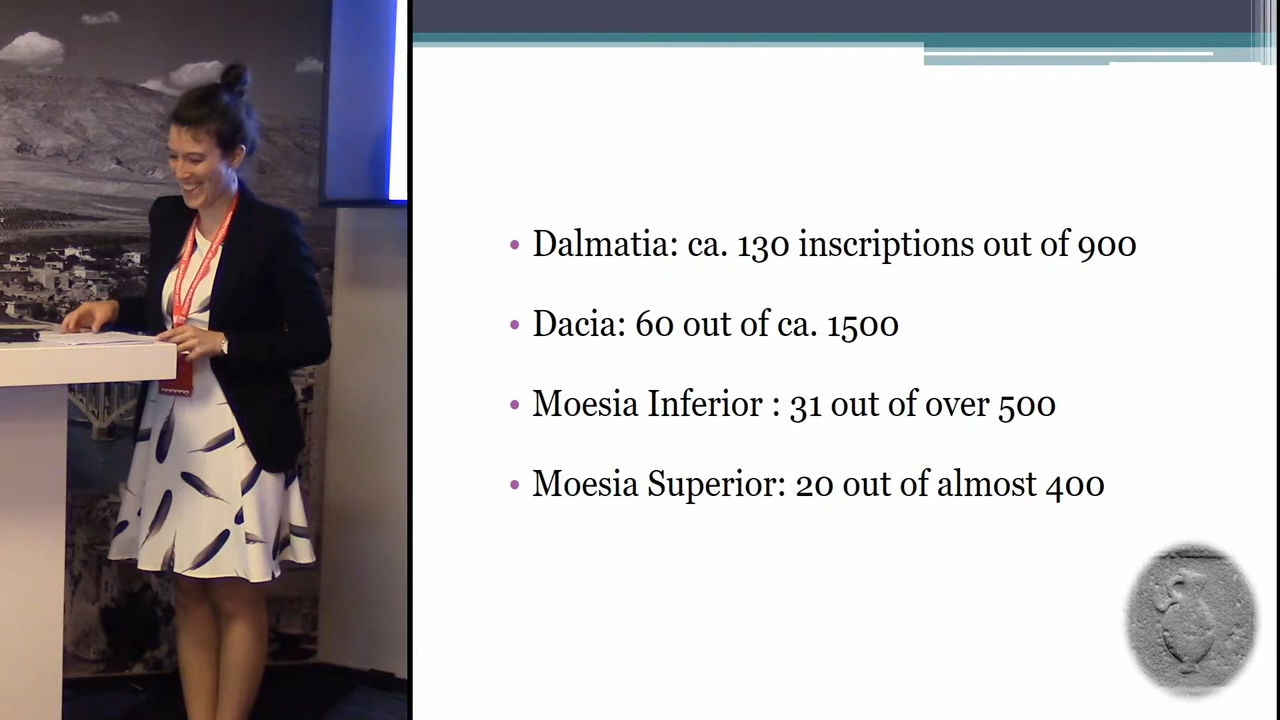 • Dalmatia: ca. 130 inscriptions out of 900
• Dacia: 60 out of ca. 1500
• Moesia Inferior : 31 out of over 500
• Moesia Superior: 20 out of almost 400